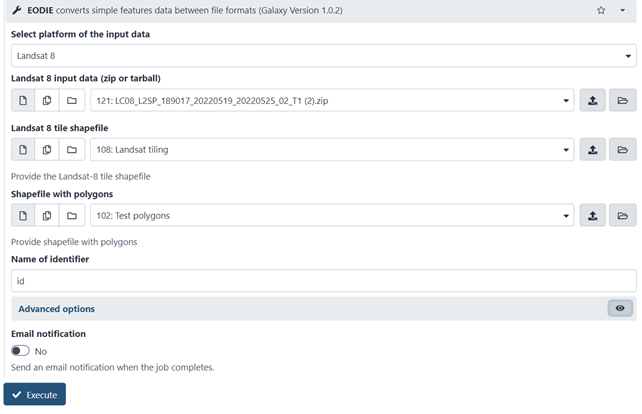 EODIE converts simple features data between file formats (Galaxy Version 1.0.2)
Select platform of the input data
Landsat 8
Landsat 8 input data (zip or tarball)
121: LC08_L2SP_189017_20220519_20220525_02_T1 (2).zip
Landsat 8 tile shapefile
108: Landsat tiling
Provide the Landsat-8 tile shapefile
Shapefile with polygons
102: Test polygons
Provide shapefile with polygons
Name of identifier
id
Advanced options
Email notification
No
Send an email notification when the job completes.
Execute